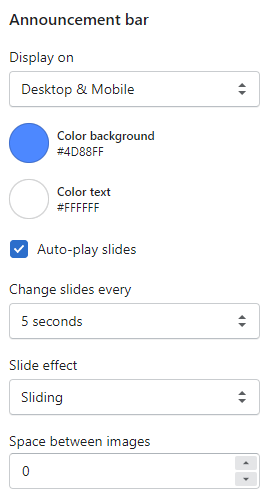 Announcement bar
Display on
Desktop & Mobile
Color background
#4D88FF
Color text
#FFFFFF
Auto-play slides
Change slides every
5 seconds
Slide effect
Sliding
Space between images
0